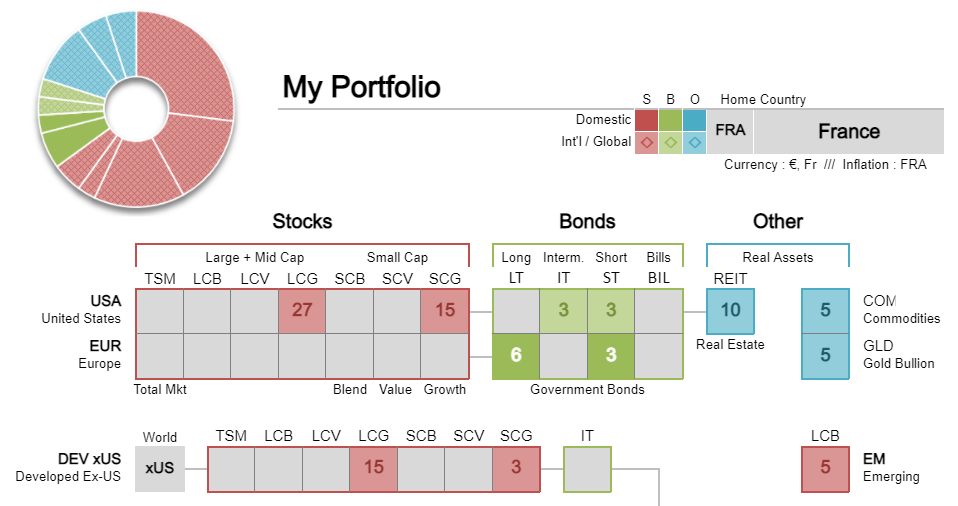 My Portfolio
S B O Home Country
Domestic
Int'l / Global
FRA France
Currency : €, Fr /// Inflation : FRA
Stocks Bonds Other
Large + Mid Cap Small Cap Long Interm. Short Bills Real Assets
TSM LCB LCV LCG SCB SCV SCG LT IT ST BIL REIT
USA 27 15 3 3 10 5 COM
United States Commodities
EUR 6 3 Real Estate 5 GLD
Europe Gold Bullion
Total Mkt Blend Value Growth Government Bonds
World TSM LCB LCV LCG SCB SCV SCG IT LCB
DEV xUS xUS 15 3 5 EM
Developed Ex-US Emerging